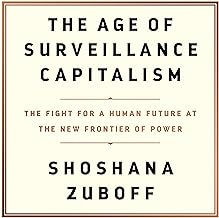 THE AGE OF
SURVEILLANCE
CAPITALISM
THE FIGHT FOR A HUMAN FUTURE AT
THE NEW FRONTIER OF POWER
SHOSHANA
ZUBOFF